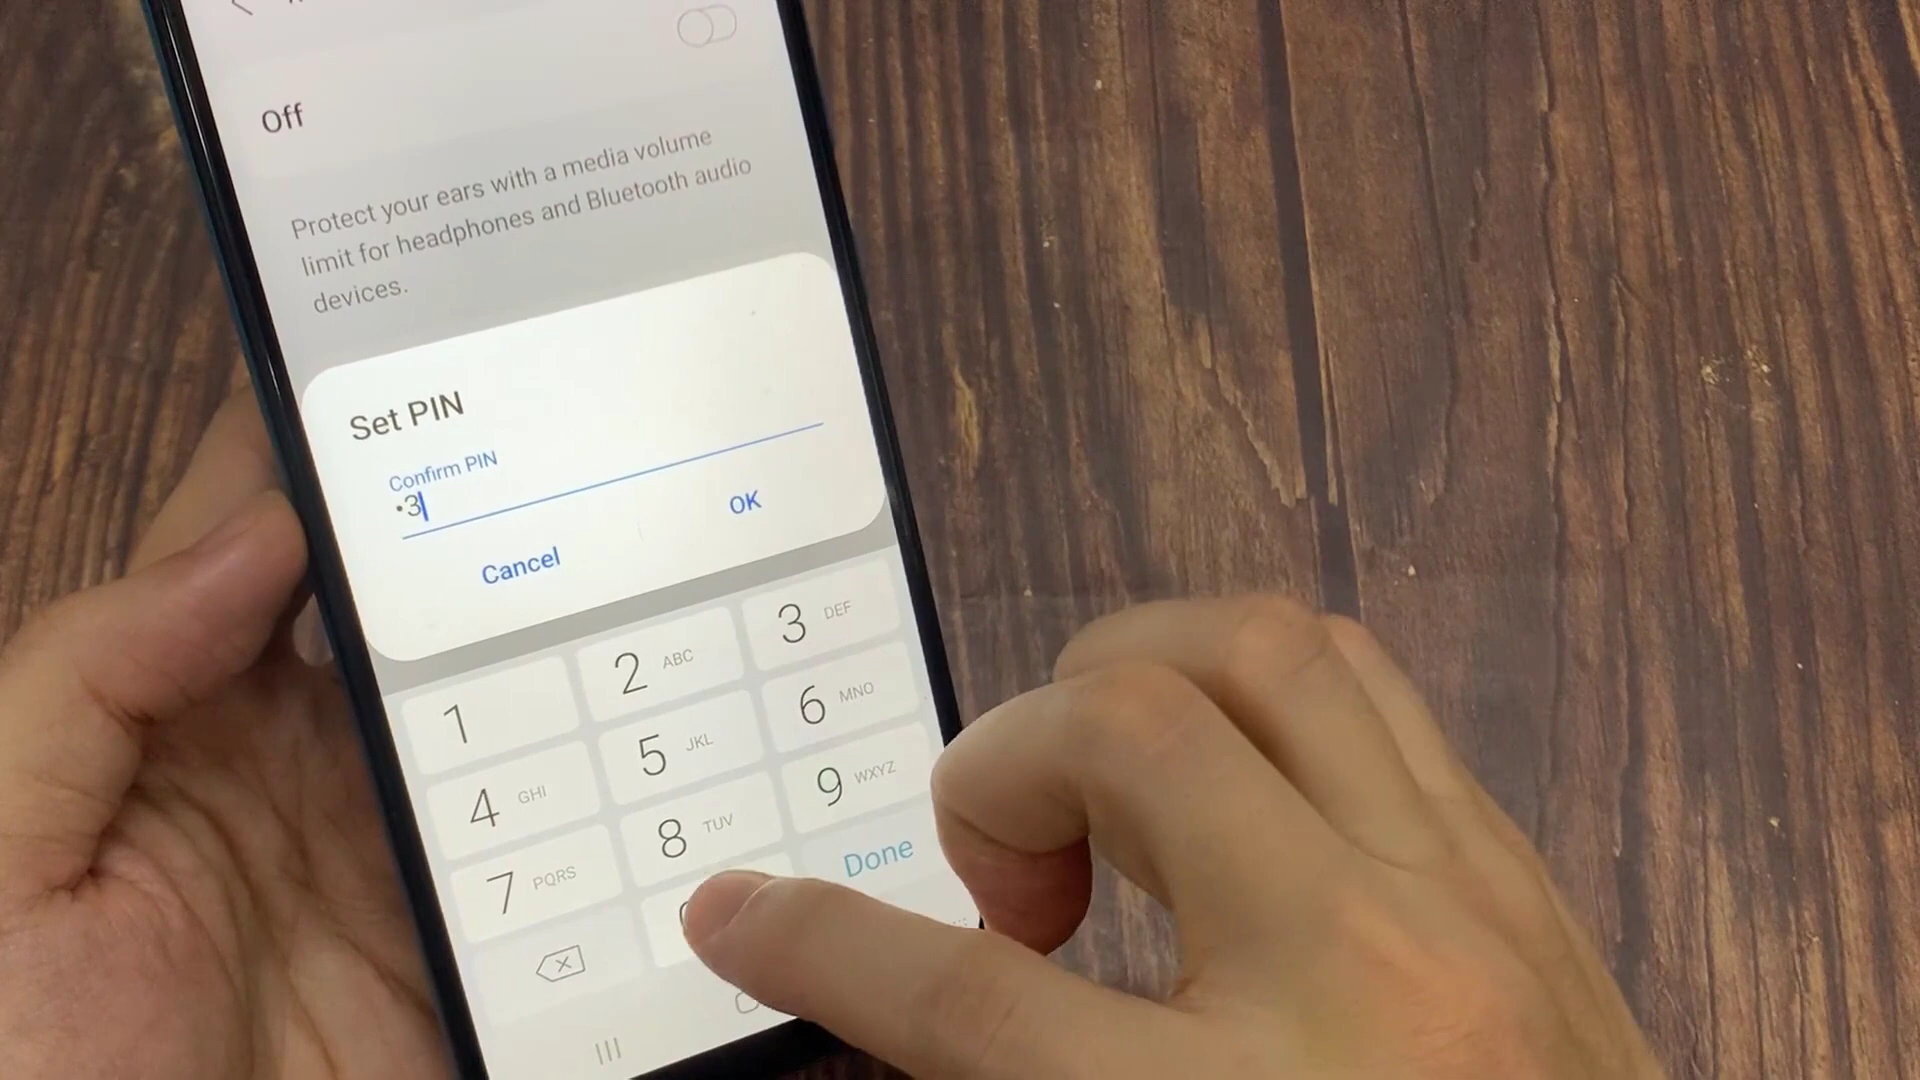 Off
Protect your ears with a media volume
limit for headphones and Bluetooth audio
devices.
Set PIN
Confirm PIN
•3
Cancel
OK
1
2 ABC
3 DEF
4 GHI
5 JKL
6 MNO
7 PQRS
8 TUV
9 WXYZ
Done